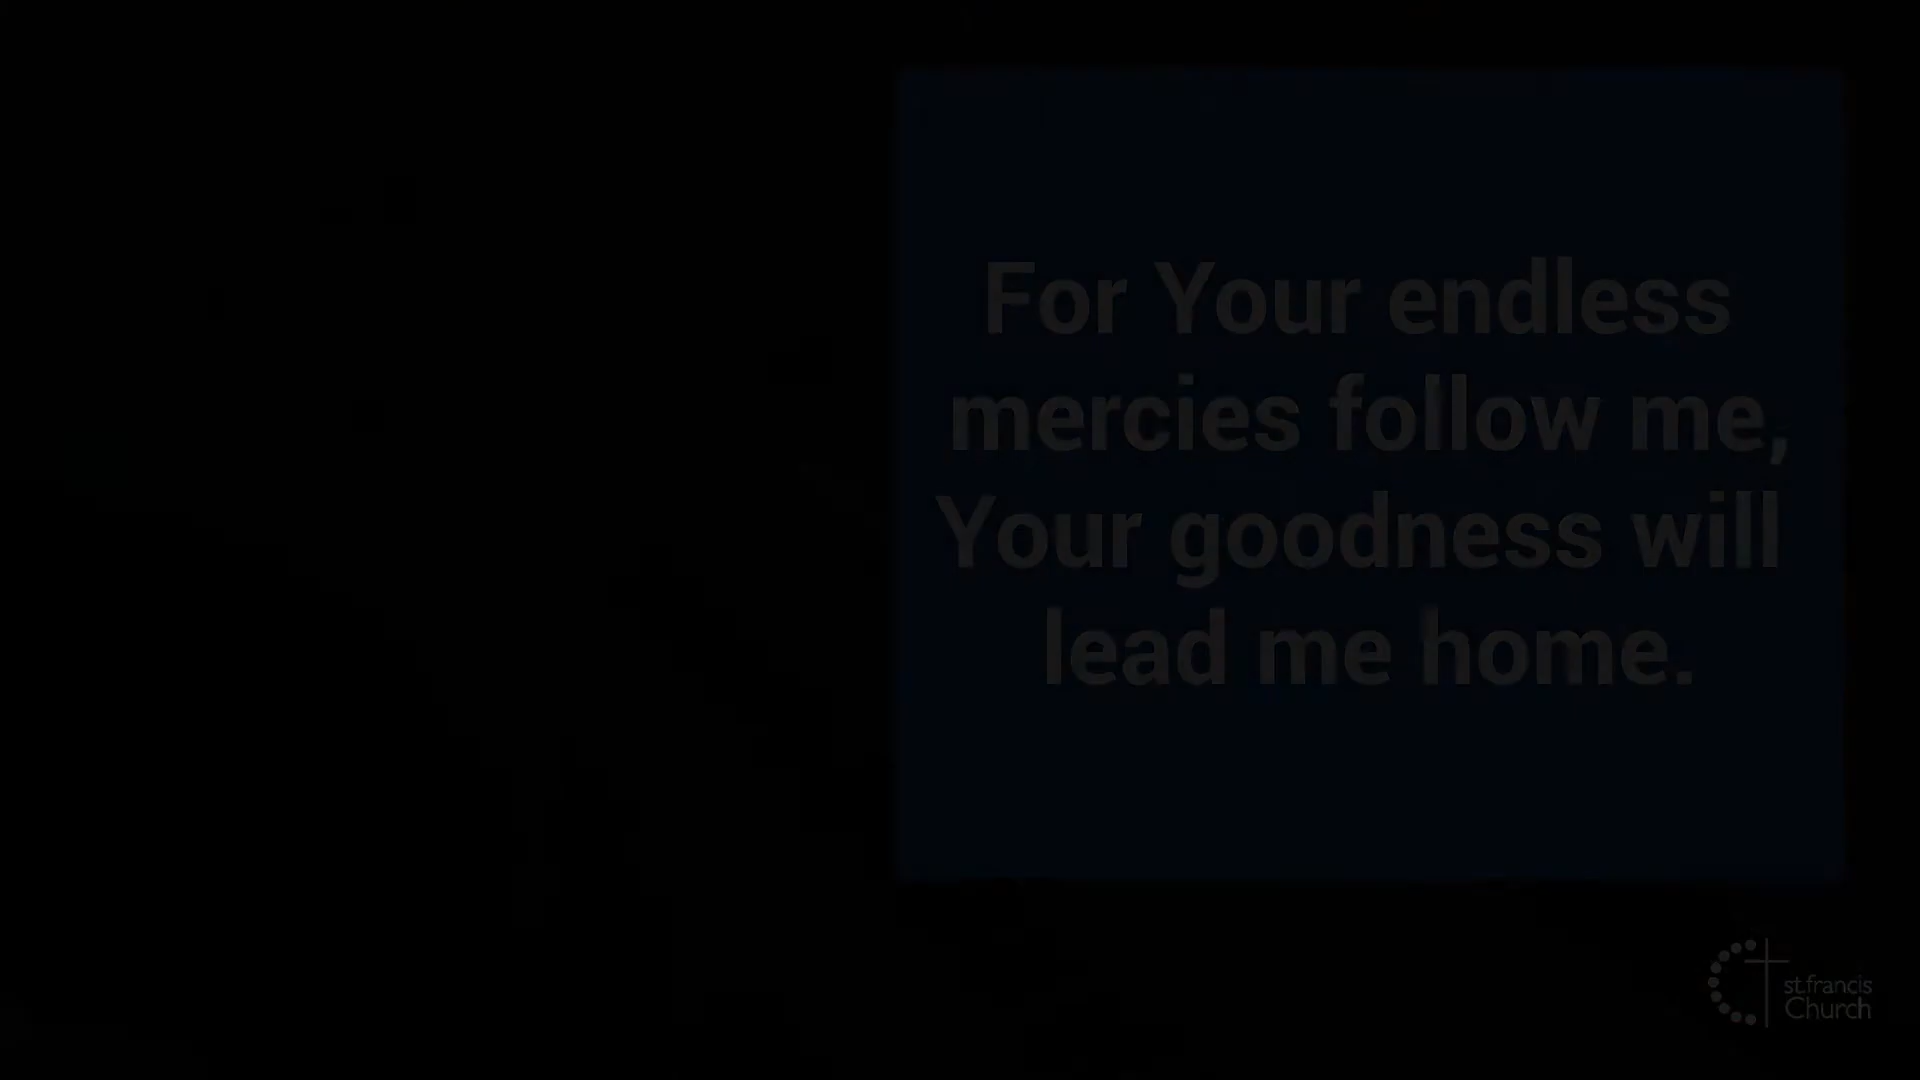 For Your endless
mercies follow me,
Your goodness will
lead me home.
st.francis
Church